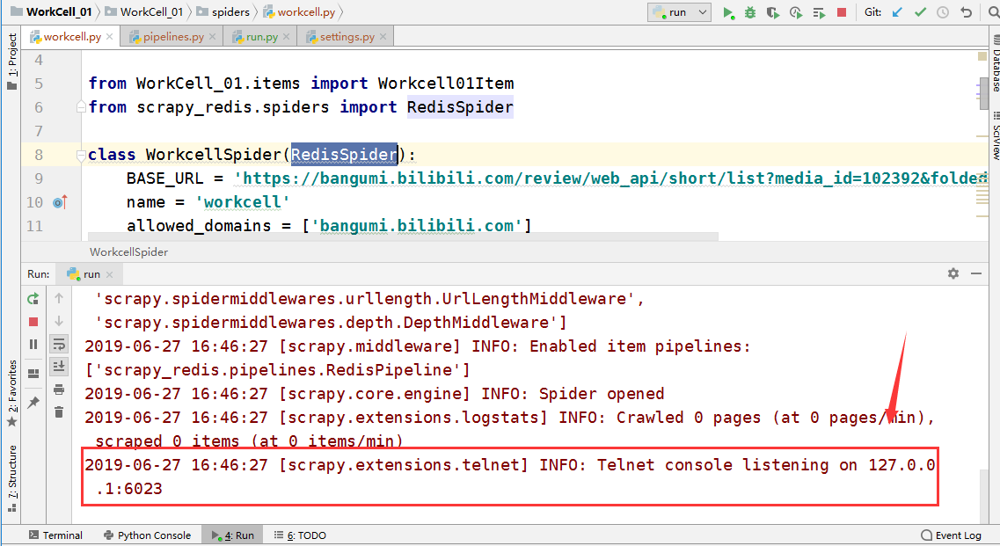 WorkCell_01 WorkCell_01 spiders workcell.py run Git:
workcell.py pipelines.py run.py settings.py
1: Project
Database
SciView
4
5 from WorkCell_01.items import Workcell01Item
6 from scrapy_redis.spiders import RedisSpider
7
8 class WorkcellSpider(RedisSpider):
9 BASE_URL = 'https://bangumi.bilibili.com/review/web_api/short/list?media_id=102392&folded
10 name = 'workcell'
11 allowed_domains = ['bangumi.bilibili.com']
WorkcellSpider
Run: run
'scrapy.spidermiddlewares.urllength.UrlLengthMiddleware',
'scrapy.spidermiddlewares.depth.DepthMiddleware']
2019-06-27 16:46:27 [scrapy.middleware] INFO: Enabled item pipelines:
['scrapy_redis.pipelines.RedisPipeline']
2019-06-27 16:46:27 [scrapy.core.engine] INFO: Spider opened
2019-06-27 16:46:27 [scrapy.extensions.logstats] INFO: Crawled 0 pages (at 0 pages/min),
scraped 0 items (at 0 items/min)
2019-06-27 16:46:27 [scrapy.extensions.telnet] INFO: Telnet console listening on 127.0.0
.1:6023
2: Favorites
7: Structure
Terminal Python Console 4: Run 6: TODO Event Log